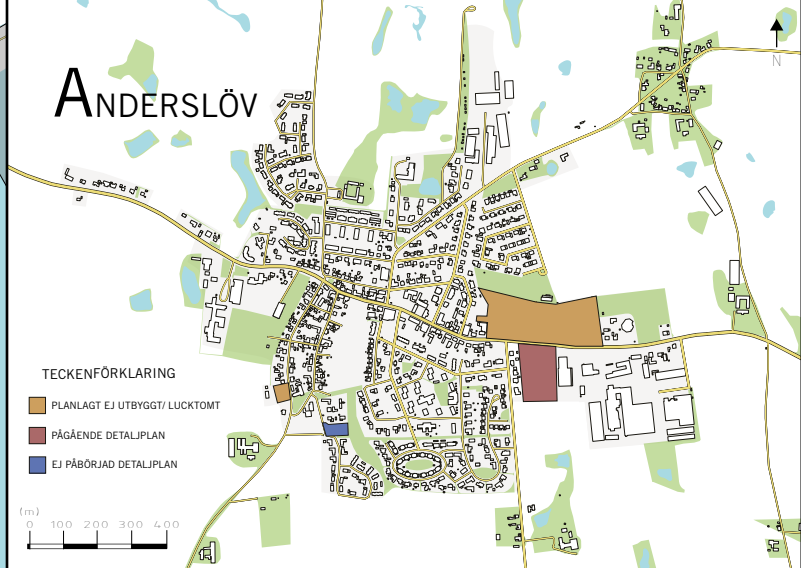 ANDERSLÖV
N
TECKENFÖRKLARING
PLANLAGT EJ UTBYGGT/ LUCKTOMT
PÅGÅENDE DETALJPLAN
EJ PÅBÖRJAD DETALJPLAN
(m)
0 100 200 300 400